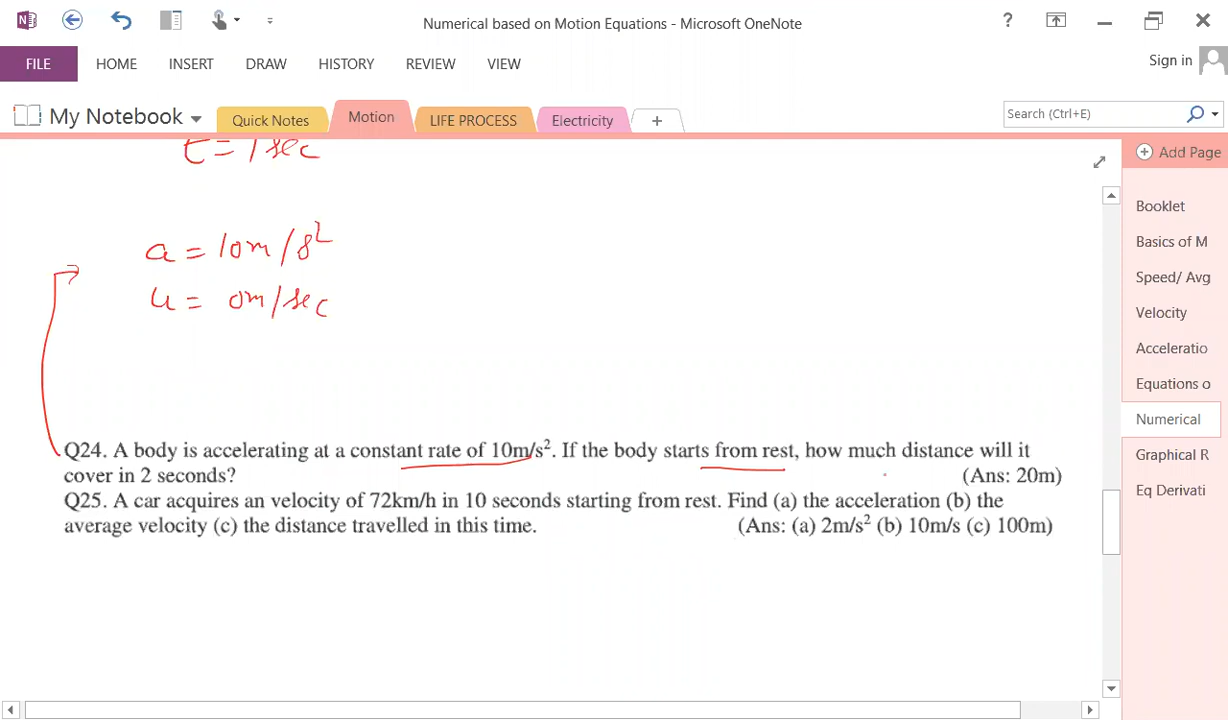 Numerical based on Motion Equations - Microsoft OneNote
?
FILE HOME INSERT DRAW HISTORY REVIEW VIEW
Sign in
My Notebook Quick Notes Motion LIFE PROCESS Electricity +
Search (Ctrl+E)
t = 1 sec
a = 10m/s²
u = 0m/sec
Q24. A body is accelerating at a constant rate of 10m/s². If the body starts from rest, how much distance will it
cover in 2 seconds? (Ans: 20m)
Q25. A car acquires an velocity of 72km/h in 10 seconds starting from rest. Find (a) the acceleration (b) the
average velocity (c) the distance travelled in this time. (Ans: (a) 2m/s² (b) 10m/s (c) 100m)
Add Page
Booklet
Basics of M
Speed/ Avg
Velocity
Acceleratio
Equations o
Numerical
Graphical R
Eq Derivati